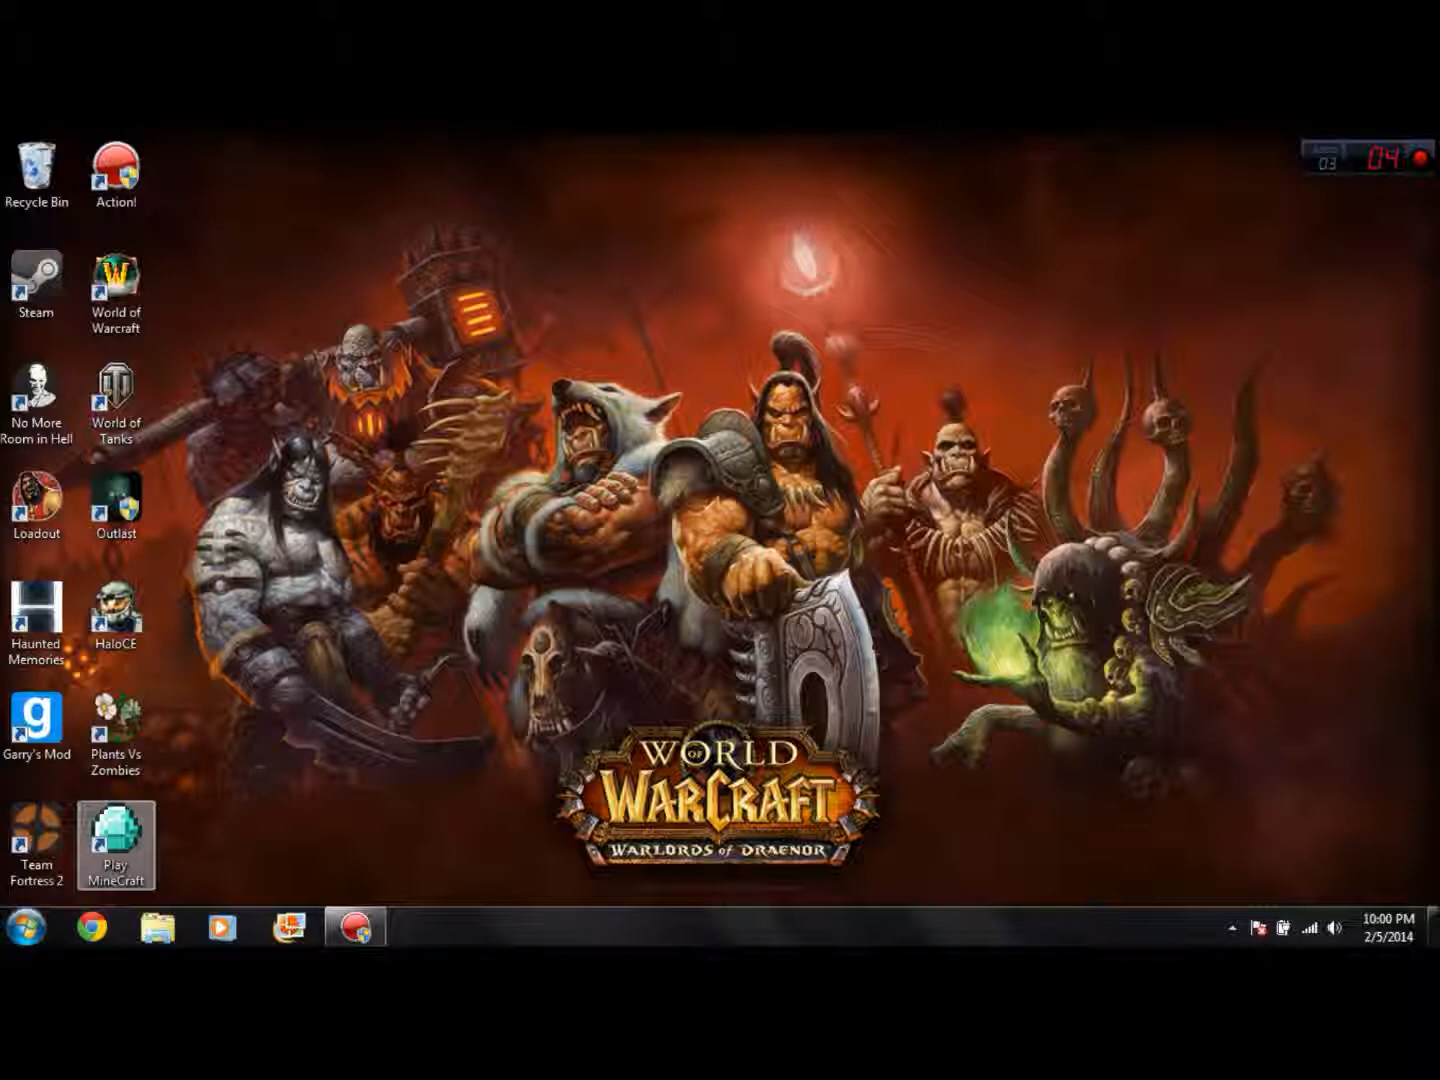 Recycle Bin
Action!
Steam
World of
Warcraft
No More
Room in Hell
World of
Tanks
Loadout
Outlast
Haunted
Memories
HaloCE
g
Garry's Mod
Plants Vs
Zombies
Team
Fortress 2
Play
MineCraft
03
04
WORLD
OF
WARCRAFT
WARLORDS of DRAENOR
10:00 PM
2/5/2014